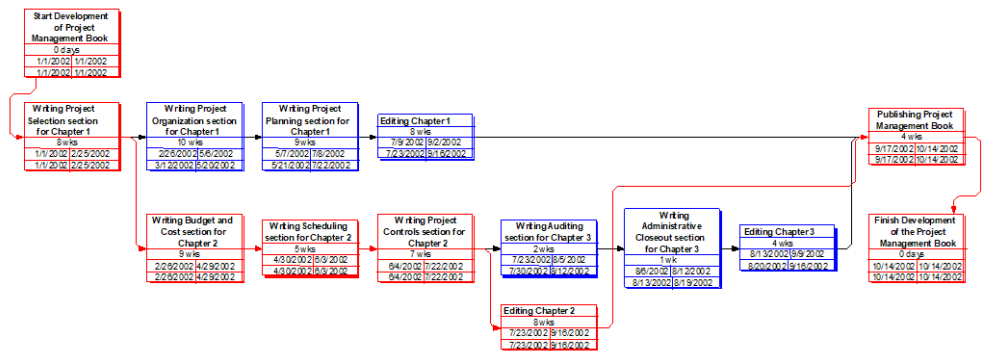 Start Development
of Project
Management Book
0 days
1/1/2002 1/1/2002
1/1/2002 1/1/2002
Writing Project
Selection section
for Chapter 1
8 wks
1/1/2002 2/25/2002
1/1/2002 2/25/2002
Writing Project
Organization section
for Chapter 1
10 wks
2/26/2002 5/6/2002
3/12/2002 5/20/2002
Writing Project
Planning section for
Chapter 1
9 wks
5/7/2002 7/8/2002
5/21/2002 7/22/2002
Editing Chapter 1
8 wks
7/9/2002 9/2/2002
7/23/2002 9/16/2002
Publishing Project
Management Book
4 wks
9/17/2002 10/14/2002
9/17/2002 10/14/2002
Writing Budget and
Cost section for
Chapter 2
9 wks
2/26/2002 4/29/2002
2/26/2002 4/29/2002
Writing Scheduling
section for Chapter 2
5 wks
4/30/2002 6/3/2002
4/30/2002 6/3/2002
Writing Project
Controls section for
Chapter 2
7 wks
6/4/2002 7/22/2002
6/4/2002 7/22/2002
Writing Auditing
section for Chapter 3
2 wks
7/23/2002 8/5/2002
7/30/2002 8/12/2002
Writing
Administrative
Closeout section
for Chapter 3
1 wk
8/6/2002 8/12/2002
8/13/2002 8/19/2002
Editing Chapter 3
4 wks
8/13/2002 9/9/2002
8/20/2002 9/16/2002
Finish Development
of the Project
Management Book
0 days
10/14/2002 10/14/2002
10/14/2002 10/14/2002
Editing Chapter 2
8 wks
7/23/2002 9/16/2002
7/23/2002 9/16/2002